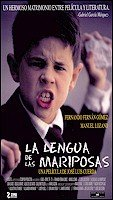 UN HERMOSO MATRIMONIO ENTRE PELÍCULA Y LITERATURA
Gabriel García Márquez
FERNANDO FERNÁN GÓMEZ
MANUEL LOZANO
LA LENGUA
DE LAS MARIPOSAS
UNA PELÍCULA DE JOSÉ LUIS CUERDA